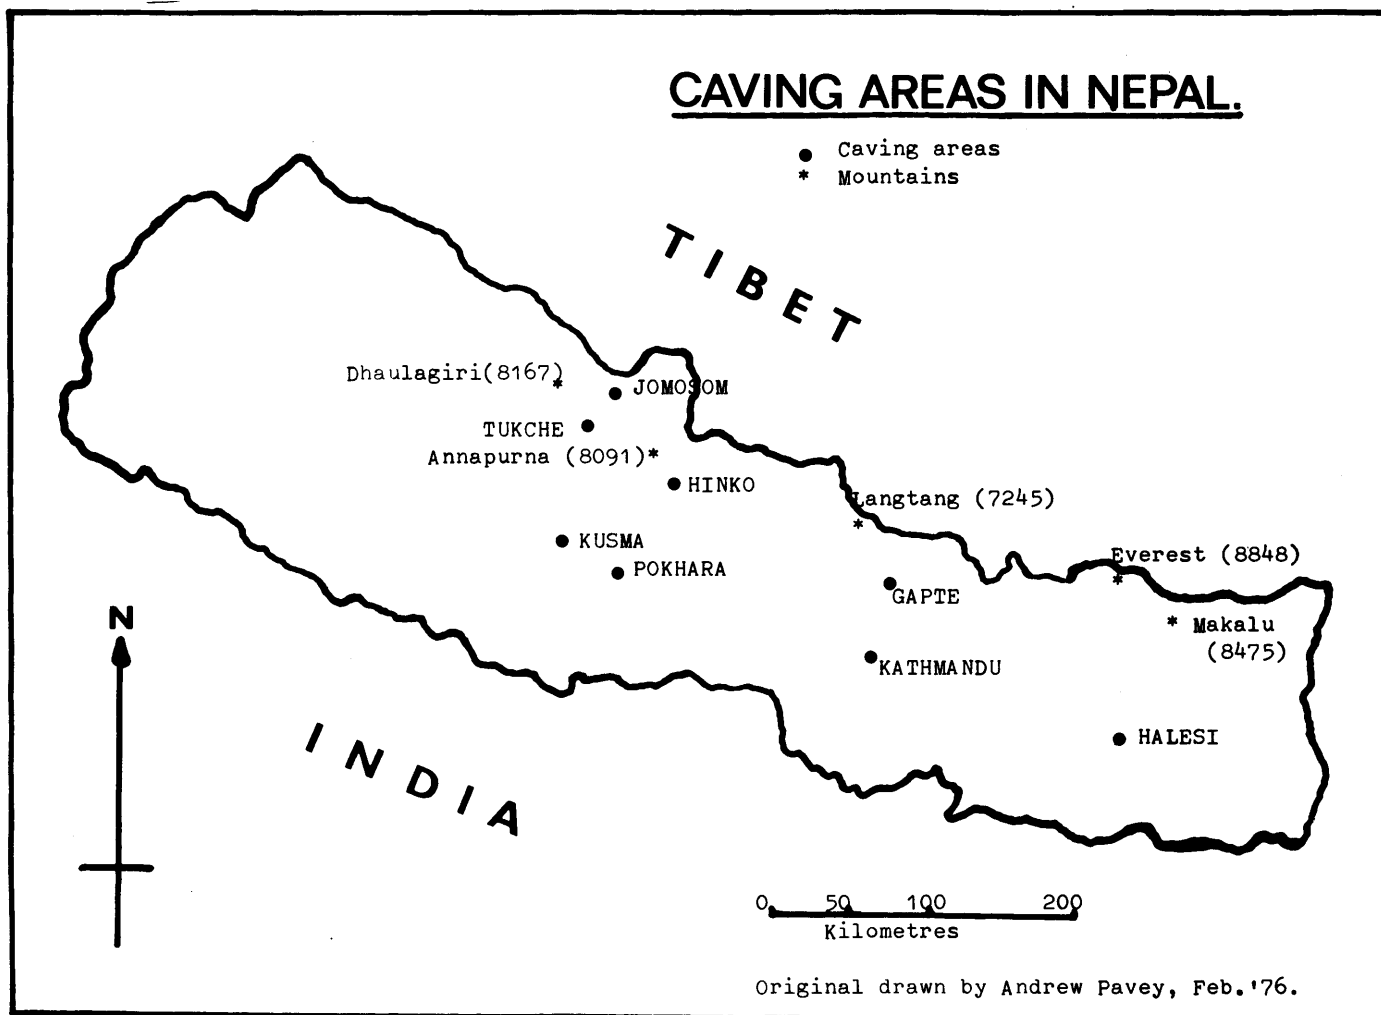 CAVING AREAS IN NEPAL.
● Caving areas
* Mountains
TIBET
Dhaulagiri(8167)
JOMOSOM
TUKCHE
Annapurna (8091)
HINKO
Langtang (7245)
KUSMA
Everest (8848)
POKHARA
GAPTE
N
Makalu
(8475)
KATHMANDU
INDIA
HALESI
0 50 100 200
Kilometres
Original drawn by Andrew Pavey, Feb.'76.